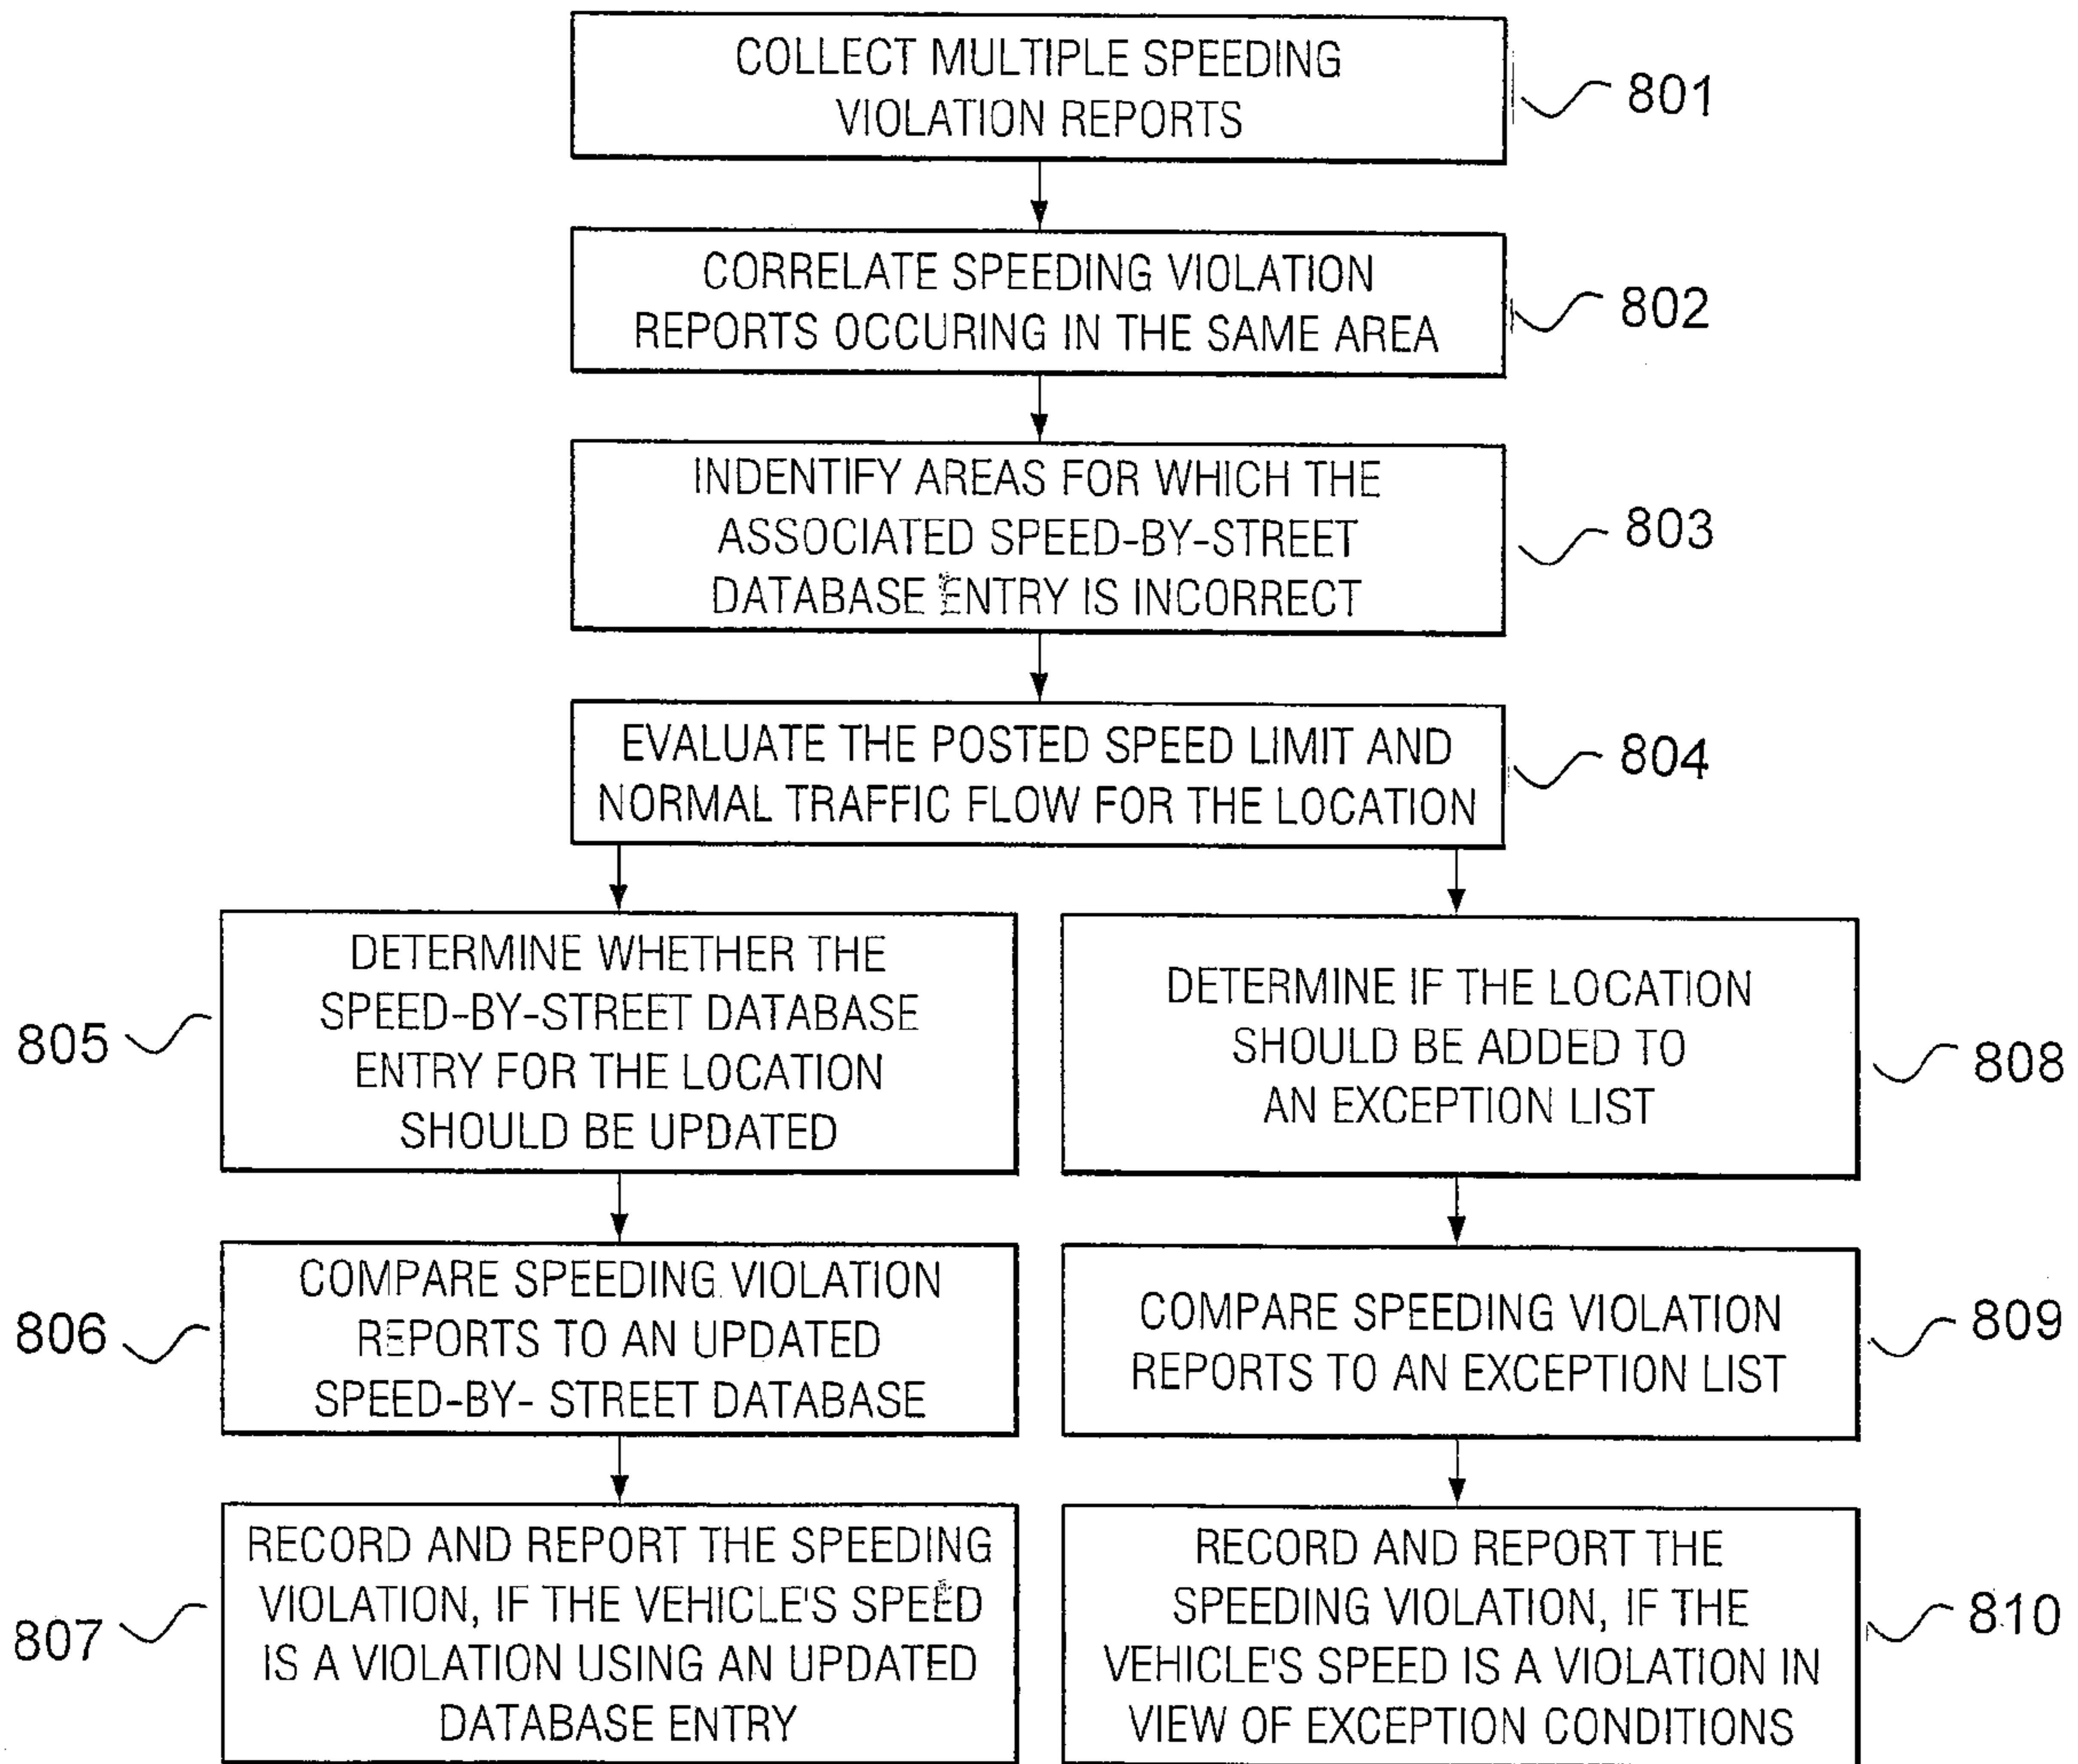 COLLECT MULTIPLE SPEEDING
VIOLATION REPORTS
801
CORRELATE SPEEDING VIOLATION
REPORTS OCCURING IN THE SAME AREA
802
INDENTIFY AREAS FOR WHICH THE
ASSOCIATED SPEED-BY-STREET
DATABASE ENTRY IS INCORRECT
803
EVALUATE THE POSTED SPEED LIMIT AND
NORMAL TRAFFIC FLOW FOR THE LOCATION
804
DETERMINE WHETHER THE
SPEED-BY-STREET DATABASE
ENTRY FOR THE LOCATION
SHOULD BE UPDATED
805
DETERMINE IF THE LOCATION
SHOULD BE ADDED TO
AN EXCEPTION LIST
808
COMPARE SPEEDING VIOLATION
REPORTS TO AN UPDATED
SPEED-BY- STREET DATABASE
806
COMPARE SPEEDING VIOLATION
REPORTS TO AN EXCEPTION LIST
809
RECORD AND REPORT THE SPEEDING
VIOLATION, IF THE VEHICLE'S SPEED
IS A VIOLATION USING AN UPDATED
DATABASE ENTRY
807
RECORD AND REPORT THE
SPEEDING VIOLATION, IF THE
VEHICLE'S SPEED IS A VIOLATION IN
VIEW OF EXCEPTION CONDITIONS
810